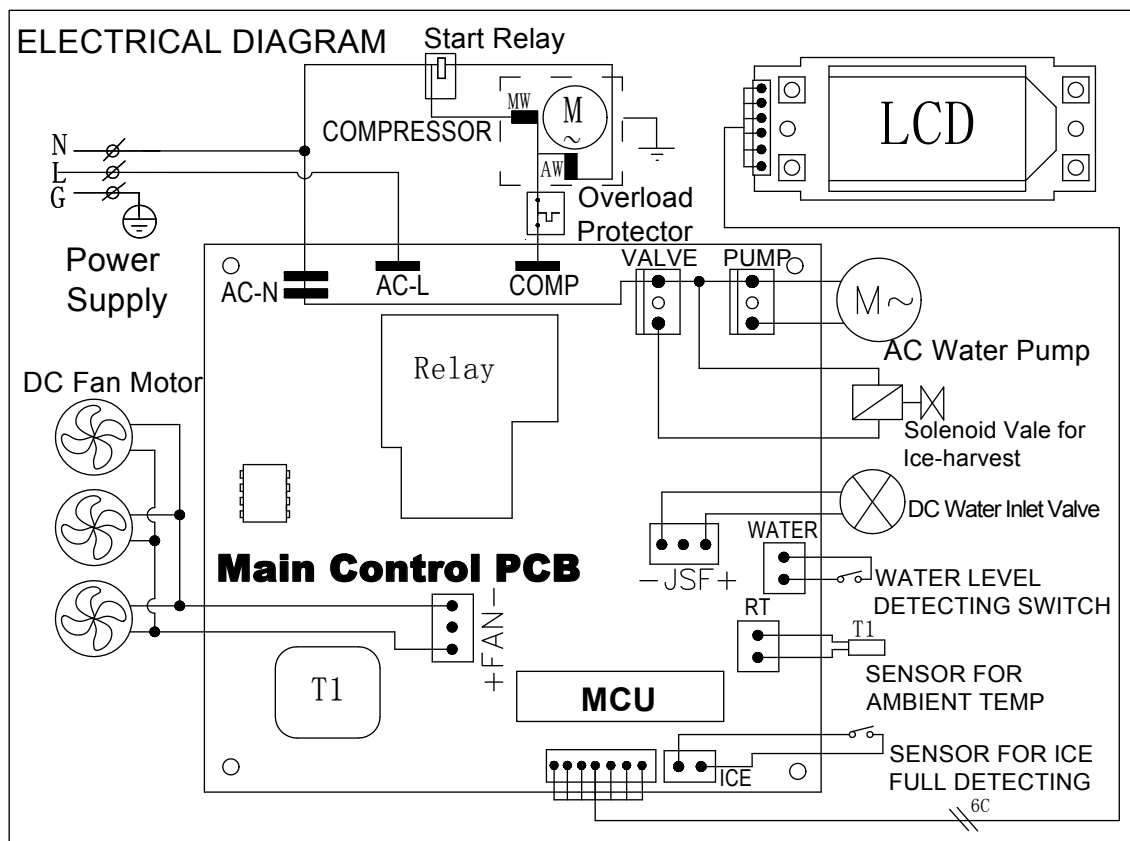 ELECTRICAL DIAGRAM
Start Relay
MW
M
~
COMPRESSOR
AW
LCD
N
L
G
Overload
Protector
Power
Supply
AC-N
AC-L
COMP
VALVE
PUMP
M~
AC Water Pump
Relay
DC Fan Motor
Solenoid Vale for
Ice-harvest
DC Water Inlet Valve
WATER
-JSF+
Main Control PCB
WATER LEVEL
DETECTING SWITCH
RT
T1
+FAN-
SENSOR FOR
AMBIENT TEMP
T1
MCU
SENSOR FOR ICE
FULL DETECTING
ICE
6C